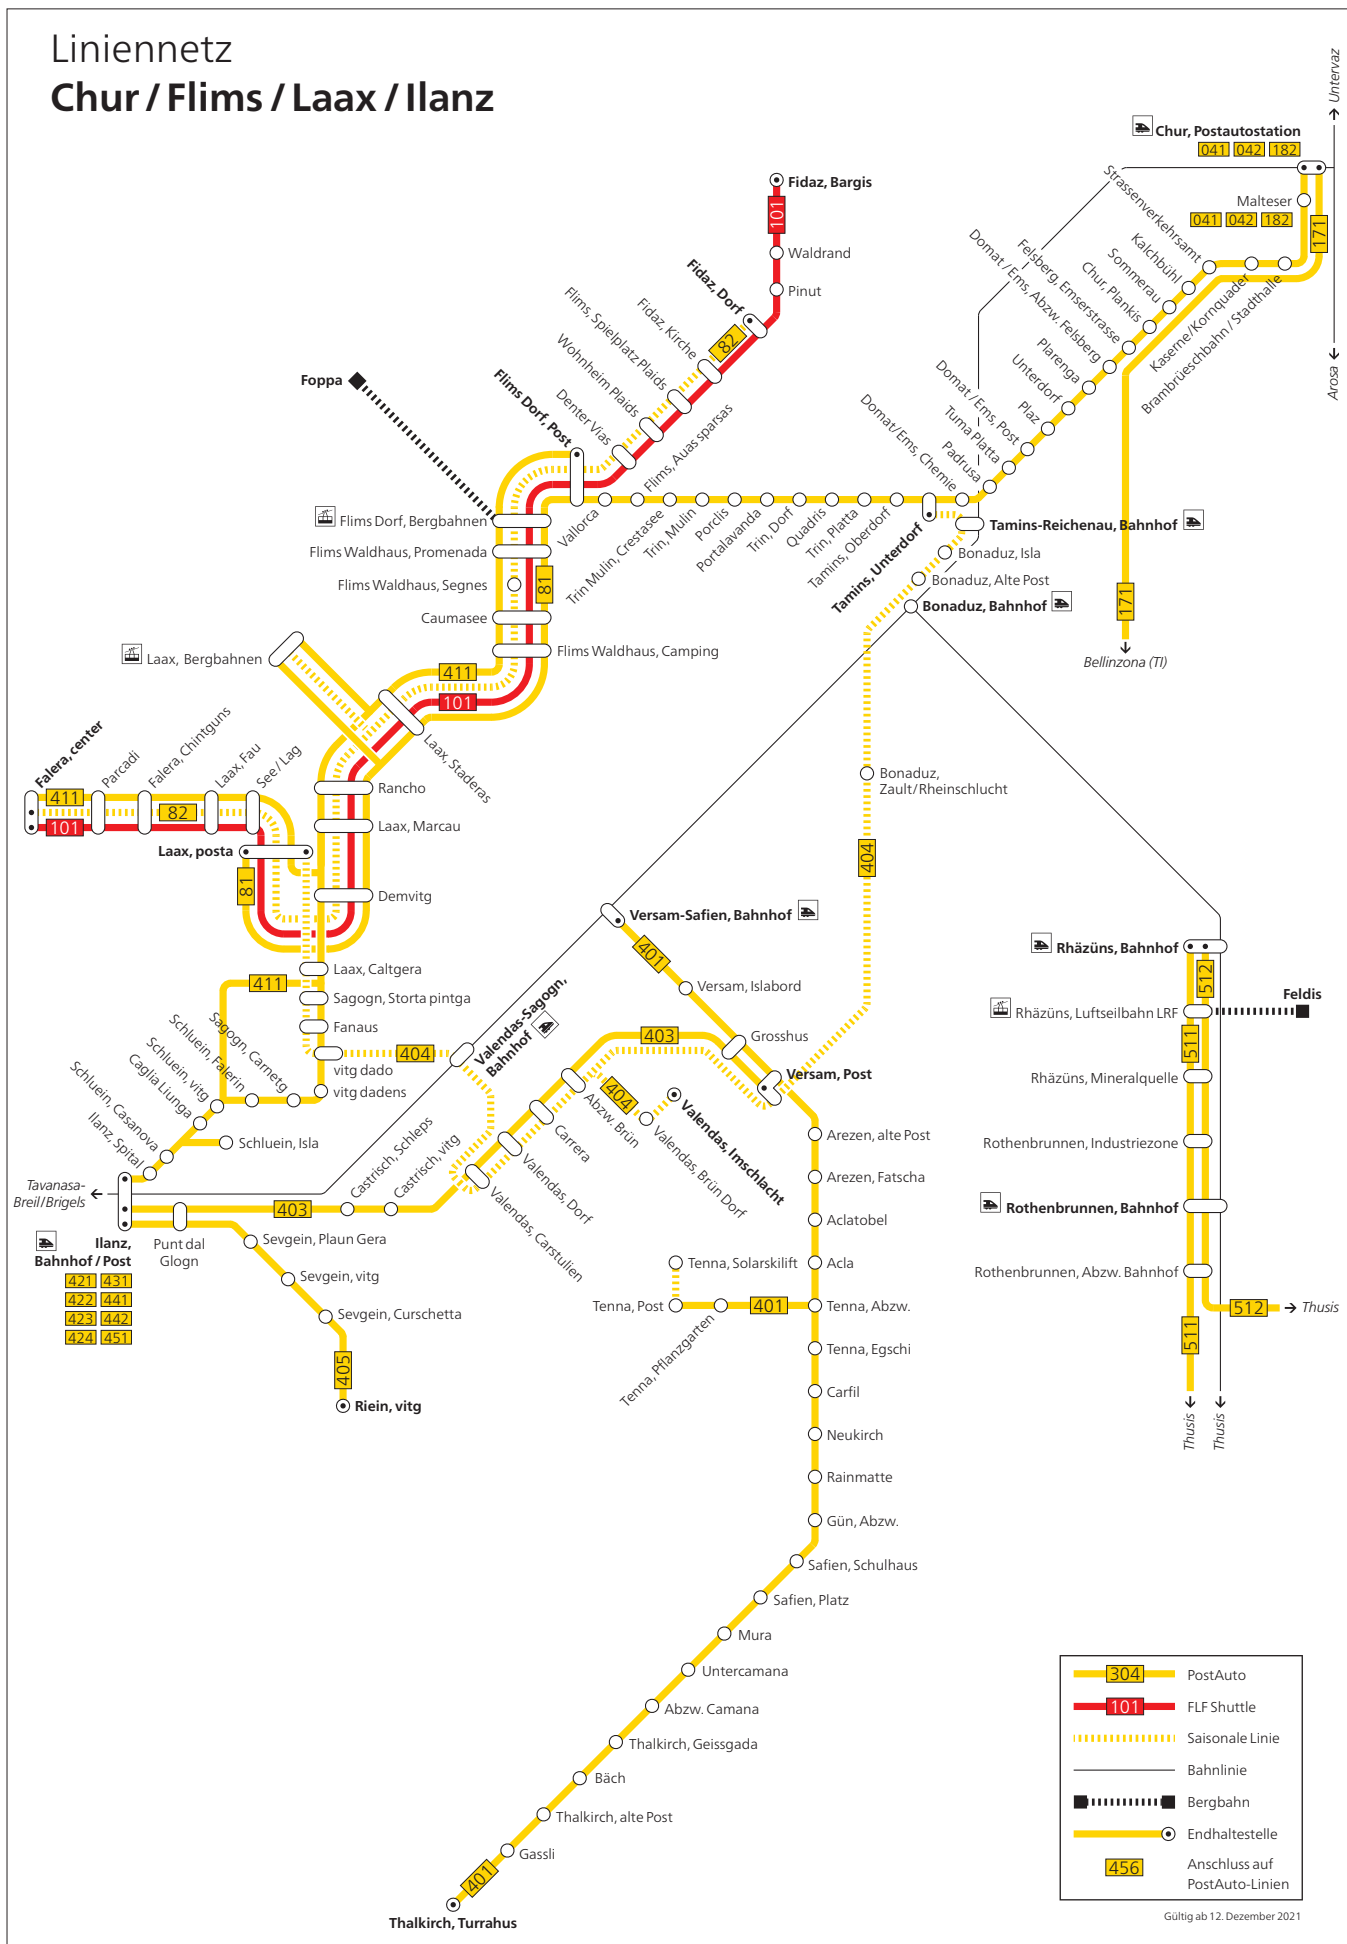 Liniennetz
Chur / Flims / Laax / Ilanz
Untervaz
Chur, Postautostation
041 042 182
Malteser
041 042 182
171
Arosa
Strassenverkehrsamt
Kalchbühl
Sommerau
Chur, Plankis
Felsberg, Emserstrasse
Domat / Ems, Abzw. Felsberg
Plarenga
Unterdorf
Plaz
Domat / Ems, Post
Tuma Platta
Padrusa
Domat/Ems, Chemie
Kaserne/Kornquader
Brambrüeschbahn / Stadthalle
171
Bellinzona (TI)
Fidaz, Bargis
101
Waldrand
Pinut
Fidaz, Dorf
82
Fidaz, Kirche
Flims, Spielplatz Plaids
Wohnheim Plaids
Denter Vias
Flims Dorf, Post
Flims, Auas sparsas
Foppa
Flims Dorf, Bergbahnen
Flims Waldhaus, Promenada
Flims Waldhaus, Segnes
81
Caumasee
Flims Waldhaus, Camping
Vallorca
Trin Mulin, Crestasee
Trin, Mulin
Porclis
Portalavanda
Trin, Dorf
Quadris
Trin, Platta
Tamins, Oberdorf
Tamins, Unterdorf
Tamins-Reichenau, Bahnhof
Bonaduz, Isla
Bonaduz, Alte Post
Bonaduz, Bahnhof
Laax, Bergbahnen
411
101
Laax, Staderas
Falera, center
Parcadi
Falera, Chintguns
Laax, Fau
See / Lag
411
82
101
Rancho
Laax, Marcau
Laax, posta
81
Demvitg
Bonaduz,
Zault/Rheinschlucht
404
Laax, Caltgera
411
Sagogn, Storta pintga
Fanaus
404
vitg dado
vitg dadens
Sagogn, Carnetg
Schluein, Falerin
Schluein, vitg
Caglia Liunga
Schluein, Casanova
Ilanz, Spital
Schluein, Isla
Versam-Safien, Bahnhof
401
Versam, Islabord
Grosshus
Valendas-Sagogn,
Bahnhof
403
Versam, Post
404
Abzw. Brün
Carrera
Valendas, Dorf
Valendas, Carstulien
Valendas, Imschlacht
Valendas, Brün Dorf
Castrisch, Schleps
Castrisch, vitg
403
Tavanasa-
Breil/Brigels
Ilanz,
Bahnhof / Post
421 431
422 441
423 442
424 451
Punt dal
Glogn
Sevgein, Plaun Gera
Sevgein, vitg
Sevgein, Curschetta
405
Riein, vitg
Arezen, alte Post
Arezen, Fatscha
Aclatobel
Acla
Tenna, Solarskilift
Tenna, Post
401
Tenna, Abzw.
Tenna, Pflanzgarten
Tenna, Egschi
Carfil
Neukirch
Rainmatte
Gün, Abzw.
Safien, Schulhaus
Safien, Platz
Mura
Untercamana
Abzw. Camana
Thalkirch, Geissgada
Bäch
Thalkirch, alte Post
Gassli
401
Thalkirch, Turrahus
Rhäzüns, Bahnhof
512
Feldis
Rhäzüns, Luftseilbahn LRF
511
Rhäzüns, Mineralquelle
Rothenbrunnen, Industriezone
Rothenbrunnen, Bahnhof
Rothenbrunnen, Abzw. Bahnhof
512
Thusis
511
Thusis
Thusis
304
PostAuto
101
FLF Shuttle
Saisonale Linie
Bahnlinie
Bergbahn
Endhaltestelle
456
Anschluss auf
PostAuto-Linien
Gültig ab 12. Dezember 2021